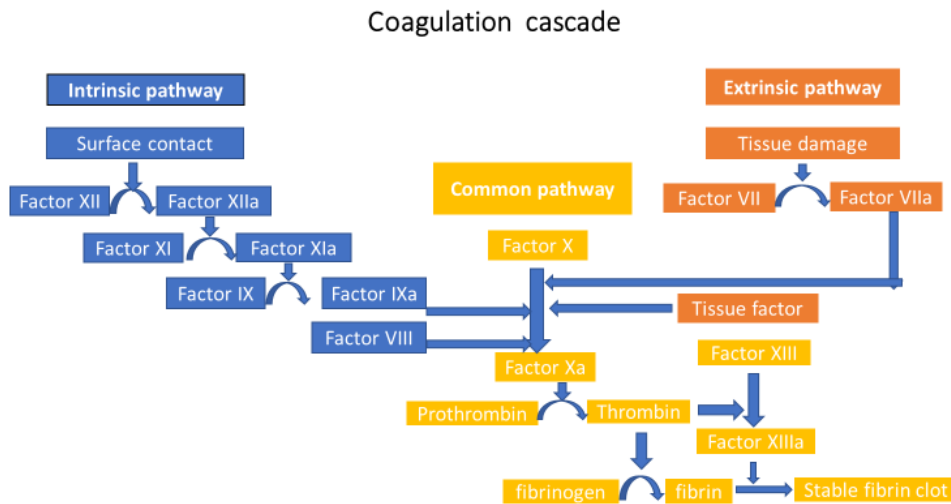 Coagulation cascade
Intrinsic pathway
Extrinsic pathway
Surface contact
Tissue damage
Common pathway
Factor XII
Factor XIIa
Factor VII
Factor VIIa
Factor XI
Factor XIa
Factor X
Factor IX
Factor IXa
Tissue factor
Factor VIII
Factor XIII
Factor Xa
Prothrombin
Thrombin
Factor XIIIa
fibrinogen
fibrin
Stable fibrin clot